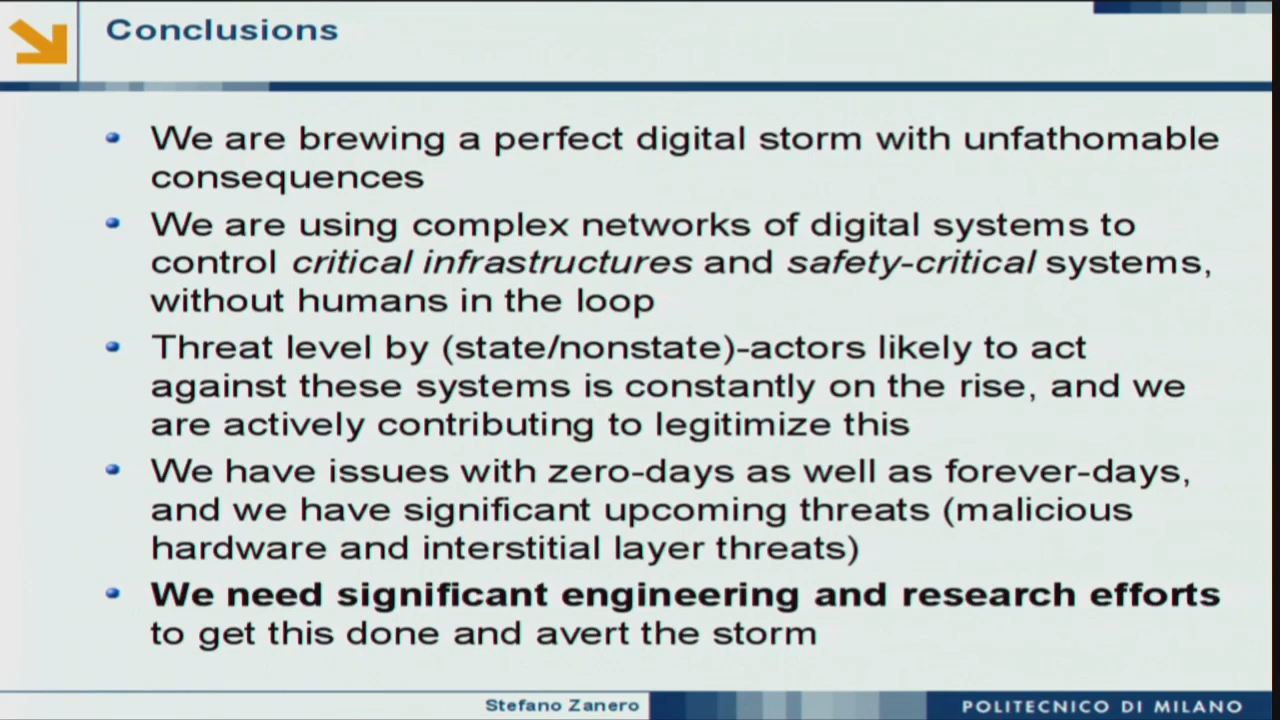 Conclusions
We are brewing a perfect digital storm with unfathomable
consequences
We are using complex networks of digital systems to
control critical infrastructures and safety-critical systems,
without humans in the loop
Threat level by (state/nonstate)-actors likely to act
against these systems is constantly on the rise, and we
are actively contributing to legitimize this
We have issues with zero-days as well as forever-days,
and we have significant upcoming threats (malicious
hardware and interstitial layer threats)
We need significant engineering and research efforts
to get this done and avert the storm
Stefano Zanero
POLITECNICO DI MILANO